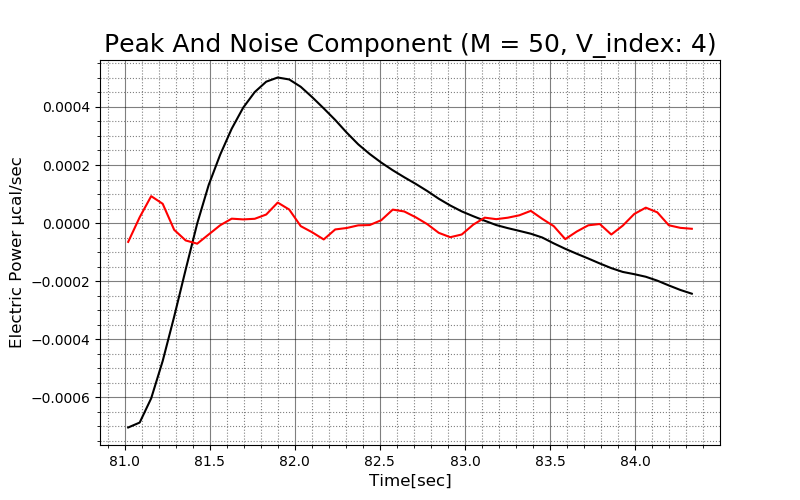 Peak And Noise Component (M = 50, V_index: 4)
Electric Power μcal/sec
0.0004
0.0002
0.0000
−0.0002
−0.0004
−0.0006
81.0 81.5 82.0 82.5 83.0 83.5 84.0
Time[sec]